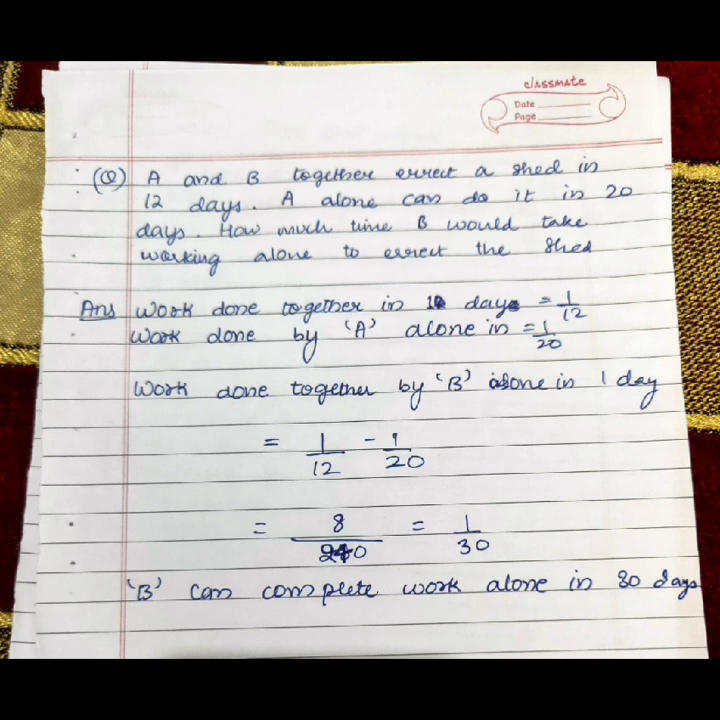 classmate
Date
Page
(Q) A and B together errect a shed in
12 days. A alone can do it in 20
days. How much time B would take
working alone to errect the shed
Ans Work done together in 1 day = 1/12
Work done by 'A' alone in = 1/20
Work done together by 'B' alone in 1 day
= 1/12 - 1/20
= 8/240 = 1/30
'B' can complete work alone in 30 days